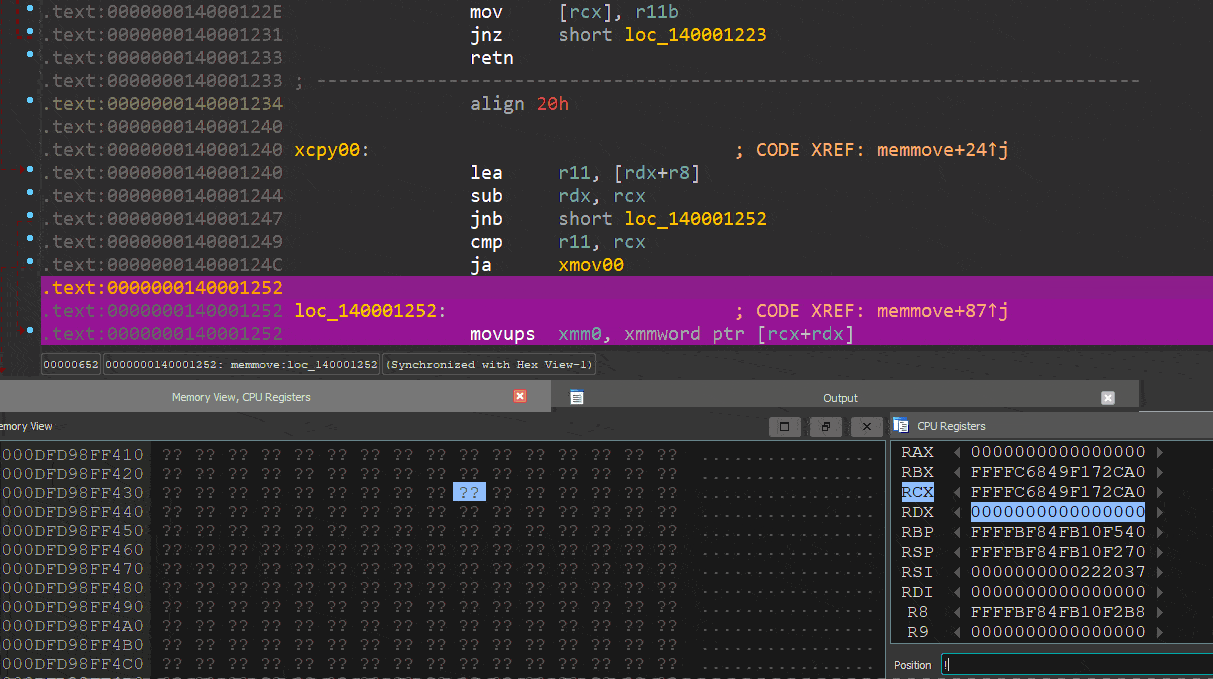 .text:000000014000122E mov [rcx], r11b
.text:0000000140001231 jnz short loc_140001223
.text:0000000140001233 retn
.text:0000000140001233 ; ---------------------------------------------------------------------------
.text:0000000140001234 align 20h
.text:0000000140001240
.text:0000000140001240 xcpy00: ; CODE XREF: memmove+24↑j
.text:0000000140001240 lea r11, [rdx+r8]
.text:0000000140001244 sub rdx, rcx
.text:0000000140001247 jnb short loc_140001252
.text:0000000140001249 cmp r11, rcx
.text:000000014000124C ja xmov00
.text:0000000140001252
.text:0000000140001252 loc_140001252: ; CODE XREF: memmove+87↑j
.text:0000000140001252 movups xmm0, xmmword ptr [rcx+rdx]
00000652 0000000140001252: memmove:loc_140001252 (Synchronized with Hex View-1)
Memory View, CPU Registers
Output
emory View
000DFD98FF410 ?? ?? ?? ?? ?? ?? ?? ?? ?? ?? ?? ?? ?? ?? ?? ?? ................
000DFD98FF420 ?? ?? ?? ?? ?? ?? ?? ?? ?? ?? ?? ?? ?? ?? ?? ?? ................
000DFD98FF430 ?? ?? ?? ?? ?? ?? ?? ?? ?? ?? ?? ?? ?? ?? ?? ?? ................
000DFD98FF440 ?? ?? ?? ?? ?? ?? ?? ?? ?? ?? ?? ?? ?? ?? ?? ?? ................
000DFD98FF450 ?? ?? ?? ?? ?? ?? ?? ?? ?? ?? ?? ?? ?? ?? ?? ?? ................
000DFD98FF460 ?? ?? ?? ?? ?? ?? ?? ?? ?? ?? ?? ?? ?? ?? ?? ?? ................
000DFD98FF470 ?? ?? ?? ?? ?? ?? ?? ?? ?? ?? ?? ?? ?? ?? ?? ?? ................
000DFD98FF480 ?? ?? ?? ?? ?? ?? ?? ?? ?? ?? ?? ?? ?? ?? ?? ?? ................
000DFD98FF490 ?? ?? ?? ?? ?? ?? ?? ?? ?? ?? ?? ?? ?? ?? ?? ?? ................
000DFD98FF4A0 ?? ?? ?? ?? ?? ?? ?? ?? ?? ?? ?? ?? ?? ?? ?? ?? ................
000DFD98FF4B0 ?? ?? ?? ?? ?? ?? ?? ?? ?? ?? ?? ?? ?? ?? ?? ?? ................
000DFD98FF4C0 ?? ?? ?? ?? ?? ?? ?? ?? ?? ?? ?? ?? ?? ?? ?? ?? ................
CPU Registers
RAX 0000000000000000
RBX FFFFC6849F172CA0
RCX FFFFC6849F172CA0
RDX 0000000000000000
RBP FFFFBF84FB10F540
RSP FFFFBF84FB10F270
RSI 0000000000222037
RDI 0000000000000000
R8 FFFFBF84FB10F2B8
R9 0000000000000000
Position !